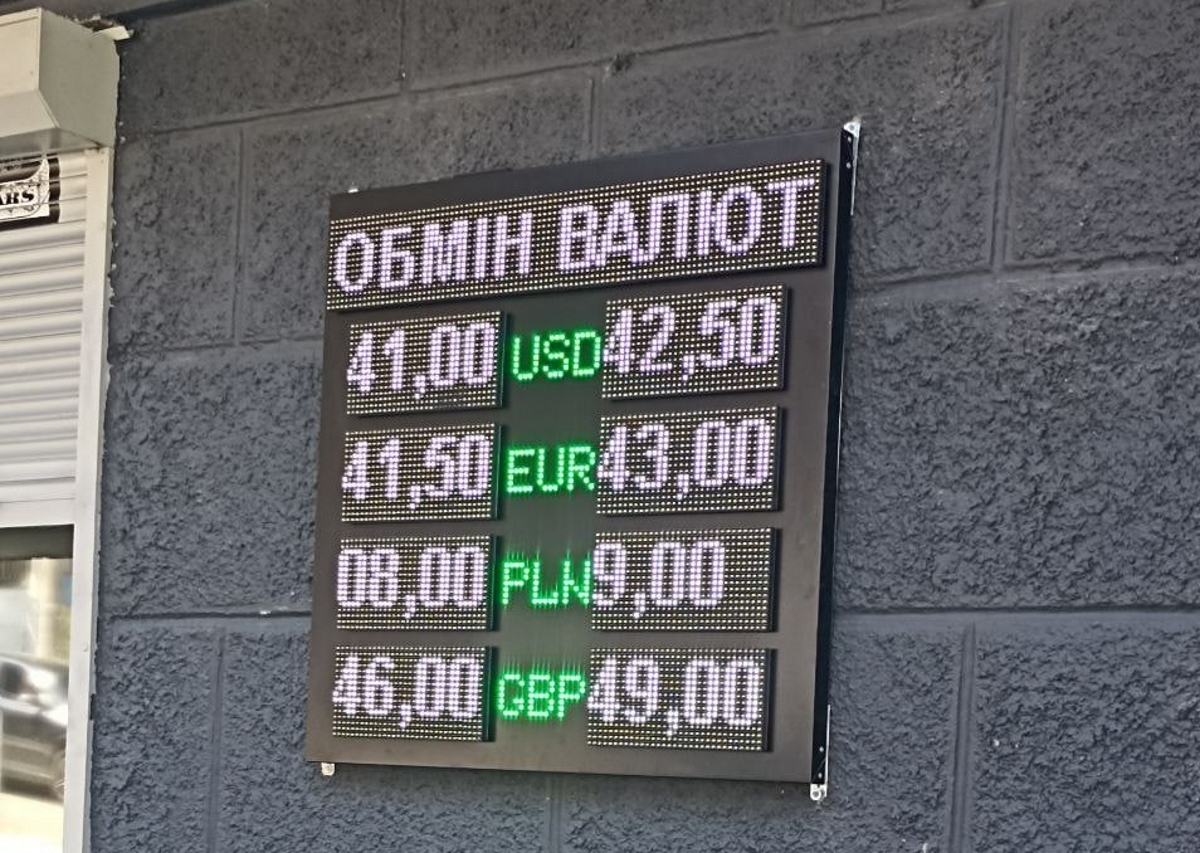 ОБМІН ВАЛЮТ
41,00 USD 42,50
41,50 EUR 43,00
08,00 PLN 9,00
46,00 GBP 49,00